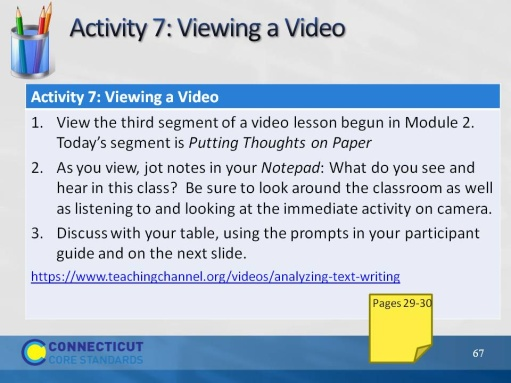 Activity 7: Viewing a Video
Activity 7: Viewing a Video
1. View the third segment of a video lesson begun in Module 2.
Today's segment is Putting Thoughts on Paper
2. As you view, jot notes in your Notepad: What do you see and
hear in this class? Be sure to look around the classroom as well
as listening to and looking at the immediate activity on camera.
3. Discuss with your table, using the prompts in your participant
guide and on the next slide.
https://www.teachingchannel.org/videos/analyzing-text-writing
Pages 29-30
CONNECTICUT
CORE STANDARDS
67